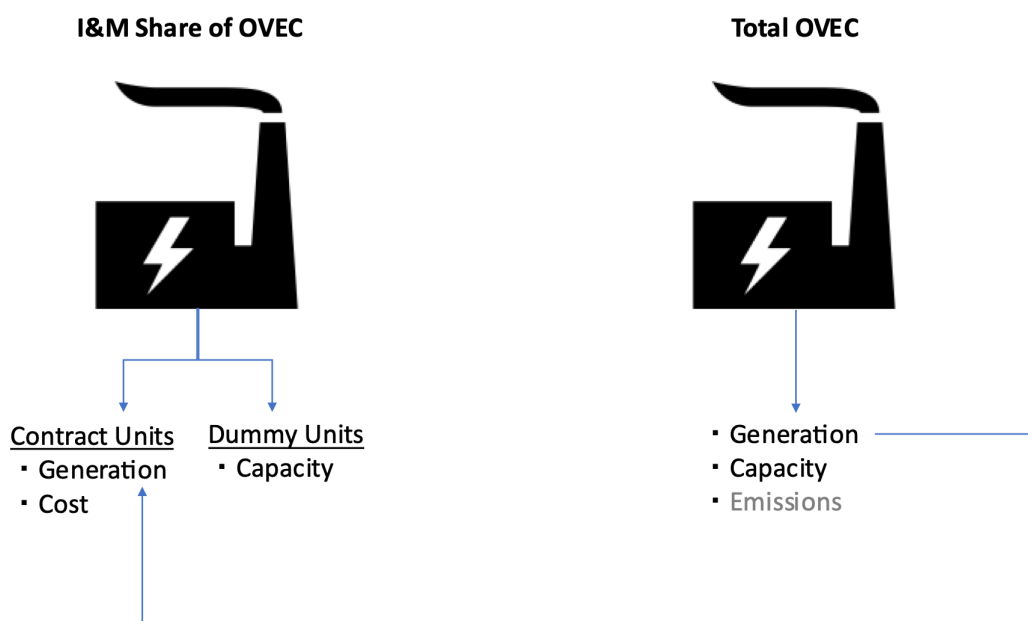 I&M Share of OVEC
Total OVEC
Contract Units
▪ Generation
▪ Cost
Dummy Units
▪ Capacity
▪ Generation
▪ Capacity
▪ Emissions